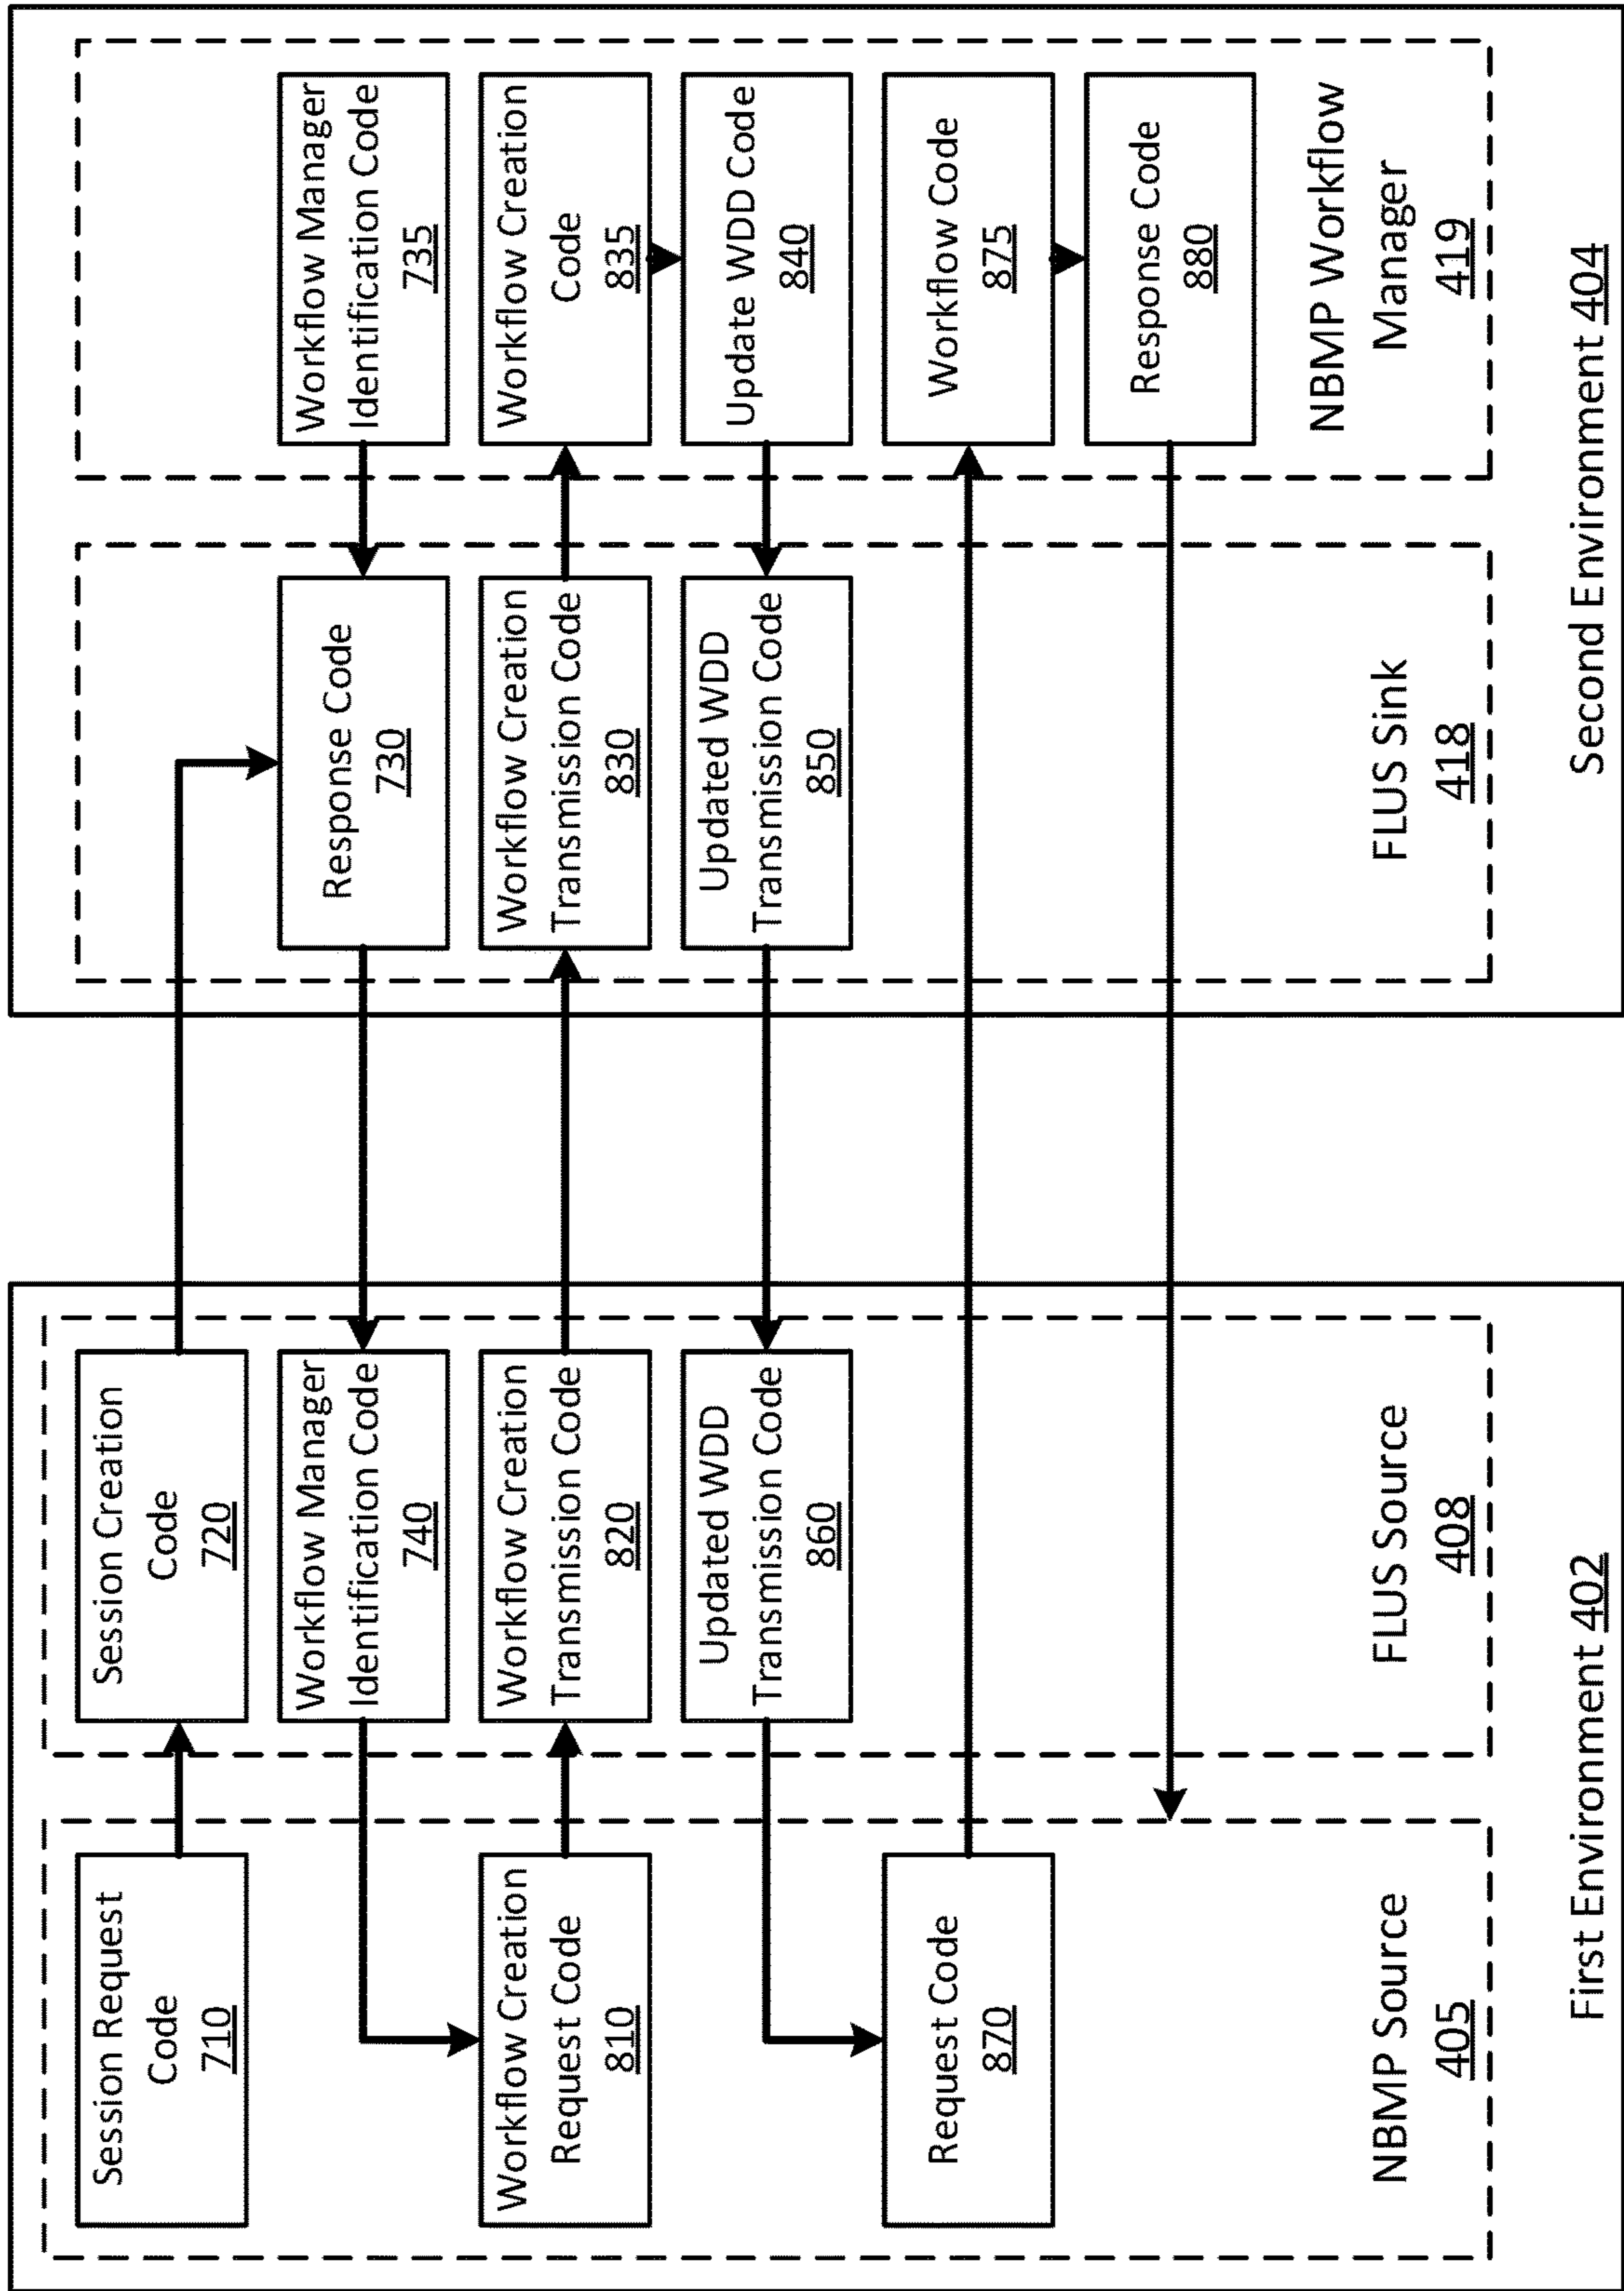 Session Request
Code
710
Workflow Creation
Request Code
810
Request Code
870
NBMP Source
405
Session Creation
Code
720
Workflow Manager
Identification Code
740
Workflow Creation
Transmission Code
820
Updated WDD
Transmission Code
860
FLUS Source
408
First Environment 402
Response Code
730
Workflow Creation
Transmission Code
830
Updated WDD
Transmission Code
850
FLUS Sink
418
Workflow Manager
Identification Code
735
Workflow Creation
Code
835
Update WDD Code
840
Workflow Code
875
Response Code
880
NBMP Workflow
Manager
419
Second Environment 404